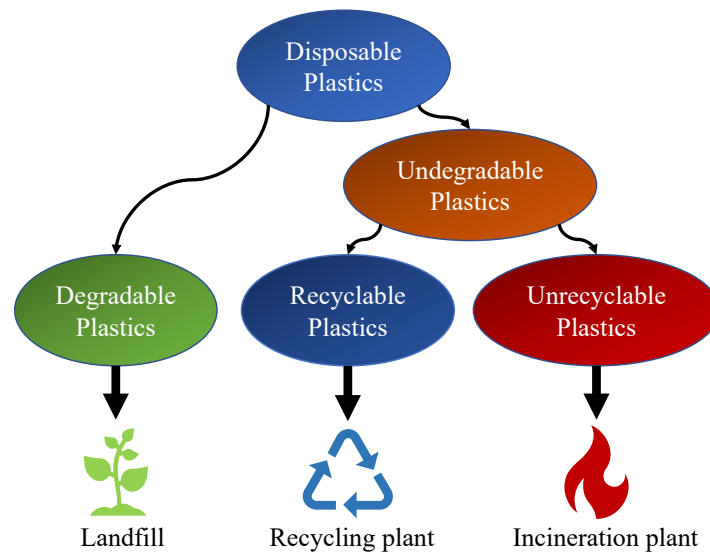 Disposable
Plastics
Undegradable
Plastics
Degradable
Plastics
Recyclable
Plastics
Unrecyclable
Plastics
Landfill
Recycling plant
Incineration plant